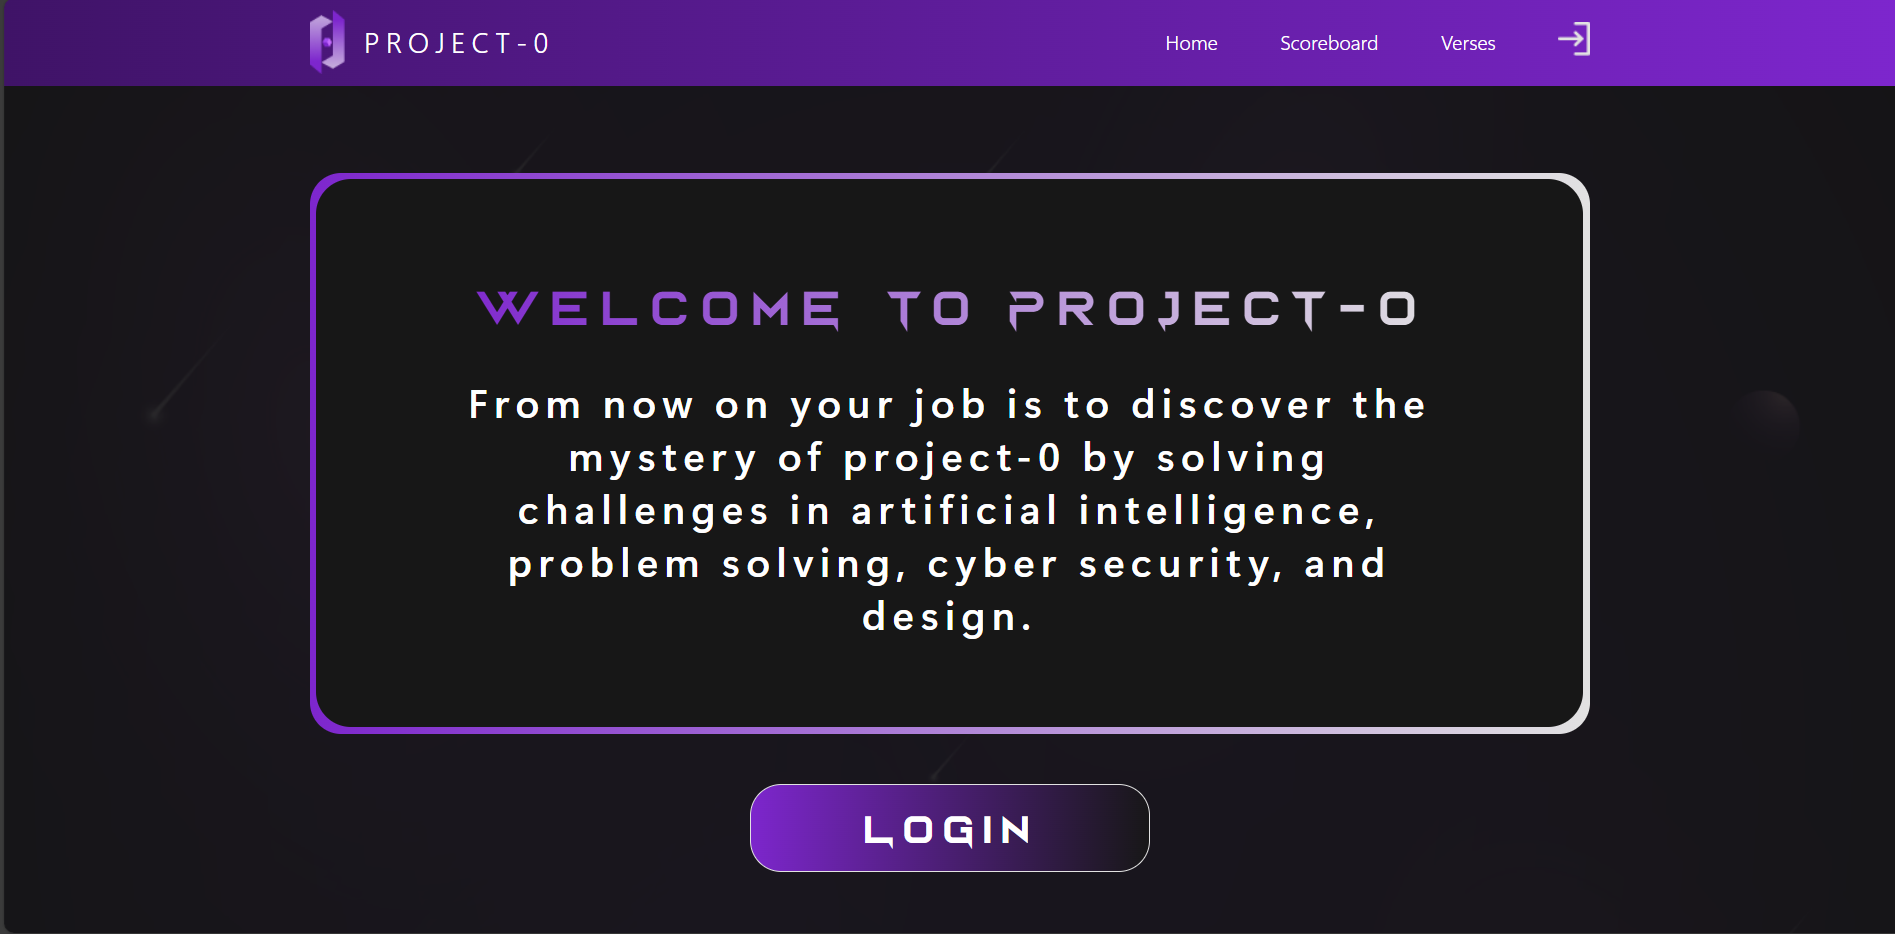 PROJECT-0
Home
Scoreboard
Verses
WELCOME TO PROJECT-0
From now on your job is to discover the
mystery of project-0 by solving
challenges in artificial intelligence,
problem solving, cyber security, and
design.
LOGIN